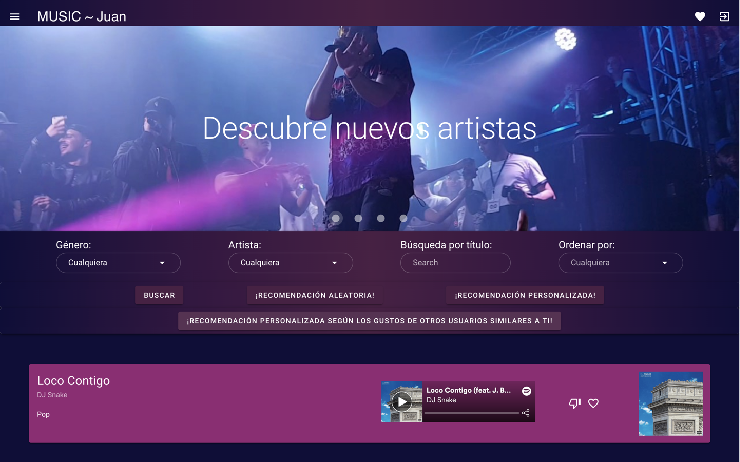 MUSIC ~ Juan
Descubre nuevos artistas
Género:
Artista:
Búsqueda por título:
Ordenar por:
Cualquiera
Cualquiera
Search
Cualquiera
BUSCAR
¡RECOMENDACIÓN ALEATORIA!
¡RECOMENDACIÓN PERSONALIZADA!
¡RECOMENDACIÓN PERSONALIZADA SEGÚN LOS GUSTOS DE OTROS USUARIOS SIMILARES A TI!
Loco Contigo
DJ Snake
Pop
Loco Contigo (feat. J. B...
DJ Snake